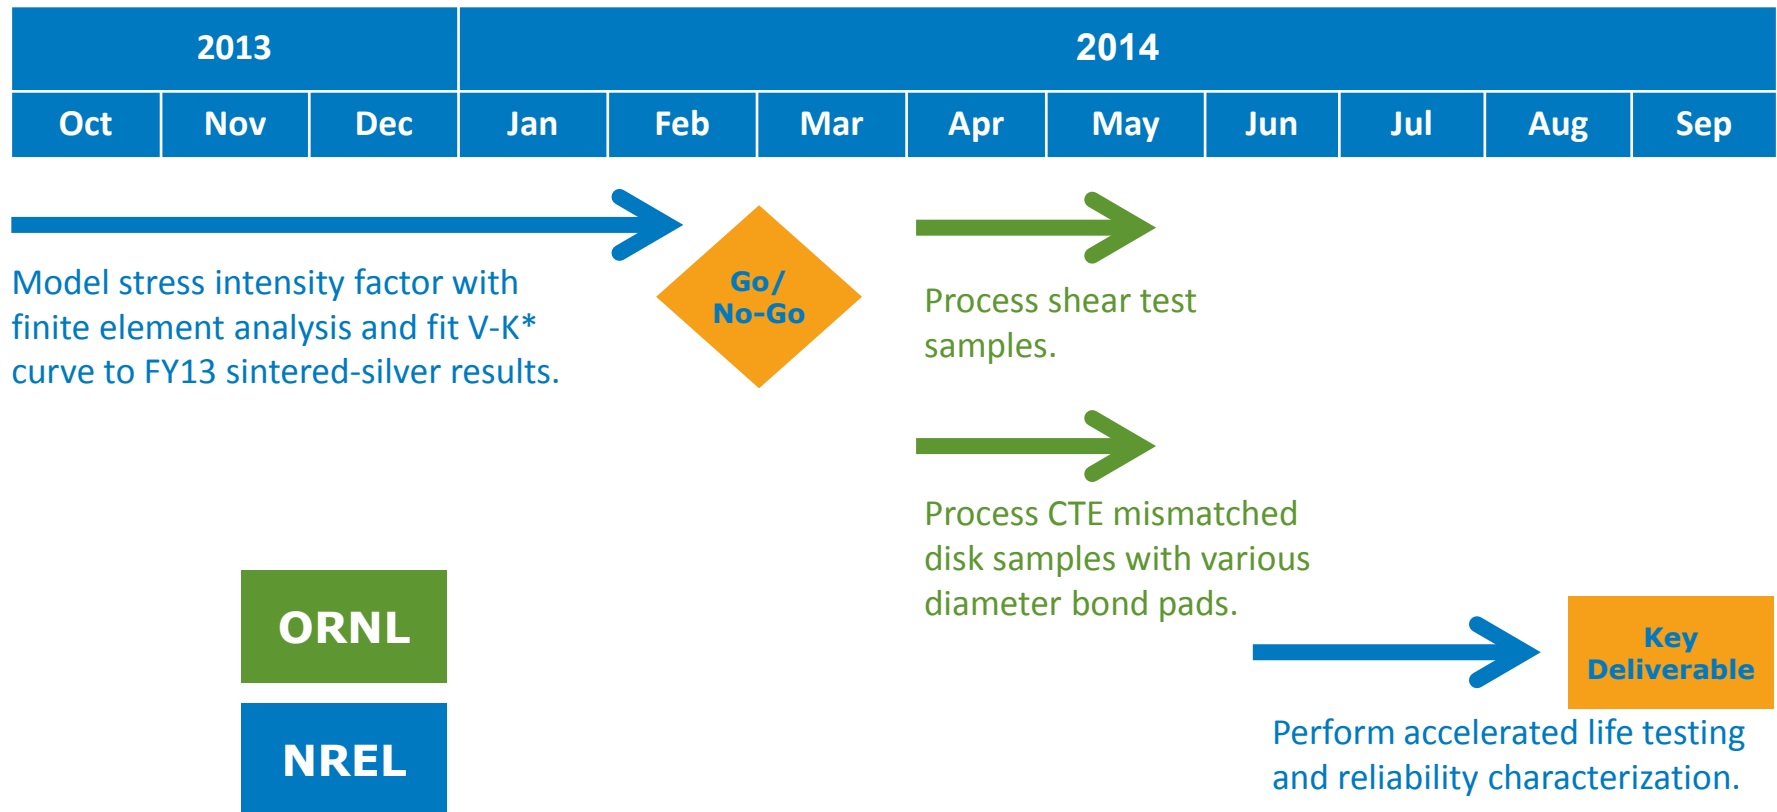 2013
2014
Oct
Nov
Dec
Jan
Feb
Mar
Apr
May
Jun
Jul
Aug
Sep
Model stress intensity factor with
finite element analysis and fit V-K*
curve to FY13 sintered-silver results.
Go/
No-Go
Process shear test
samples.
Process CTE mismatched
disk samples with various
diameter bond pads.
ORNL
NREL
Key
Deliverable
Perform accelerated life testing
and reliability characterization.